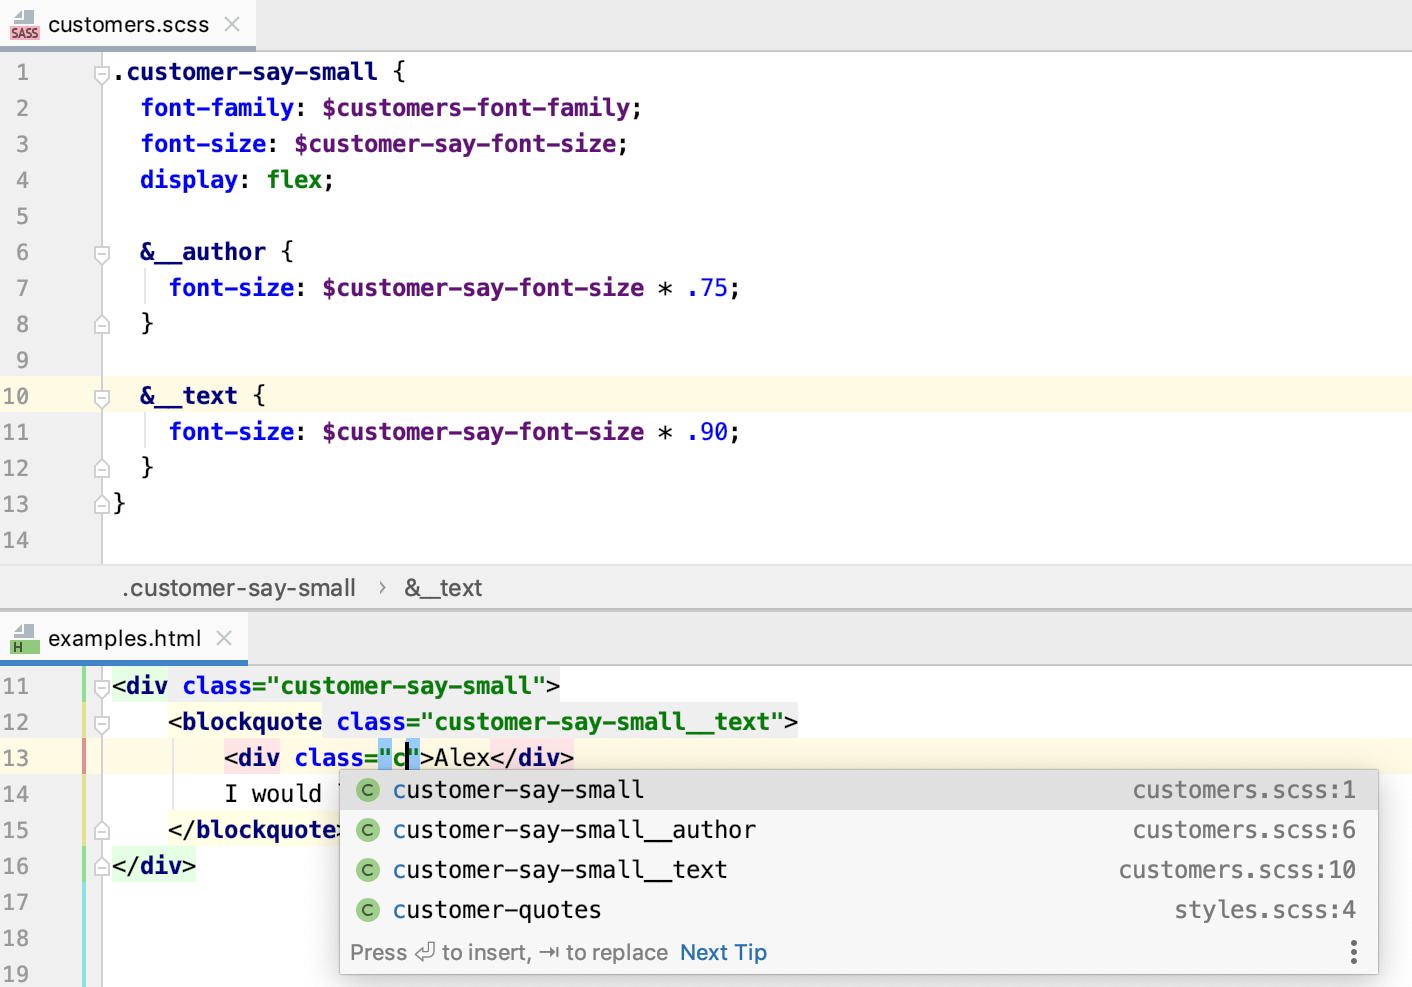 SASS customers.scss
1 .customer-say-small {
2 font-family: $customers-font-family;
3 font-size: $customer-say-font-size;
4 display: flex;
5
6 &__author {
7 font-size: $customer-say-font-size * .75;
8 }
9
10 &__text {
11 font-size: $customer-say-font-size * .90;
12 }
13 }
14
.customer-say-small › &__text
H examples.html
11 <div class="customer-say-small">
12 <blockquote class="customer-say-small__text">
13 <div class="c">Alex</div>
14 I would
15 </blockquote>
16 </div>
17
18
19
C customer-say-small customers.scss:1
C customer-say-small__author customers.scss:6
C customer-say-small__text customers.scss:10
C customer-quotes styles.scss:4
Press ⏎ to insert, ⇥ to replace Next Tip